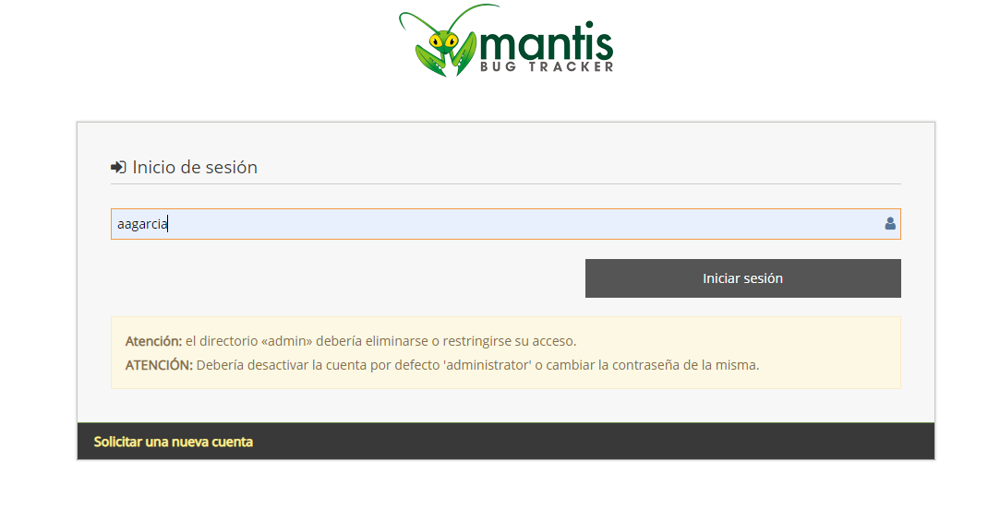 mantis
BUG TRACKER
Inicio de sesión
aagarcia
Iniciar sesión
Atención: el directorio «admin» debería eliminarse o restringirse su acceso.
ATENCIÓN: Debería desactivar la cuenta por defecto 'administrator' o cambiar la contraseña de la misma.
Solicitar una nueva cuenta